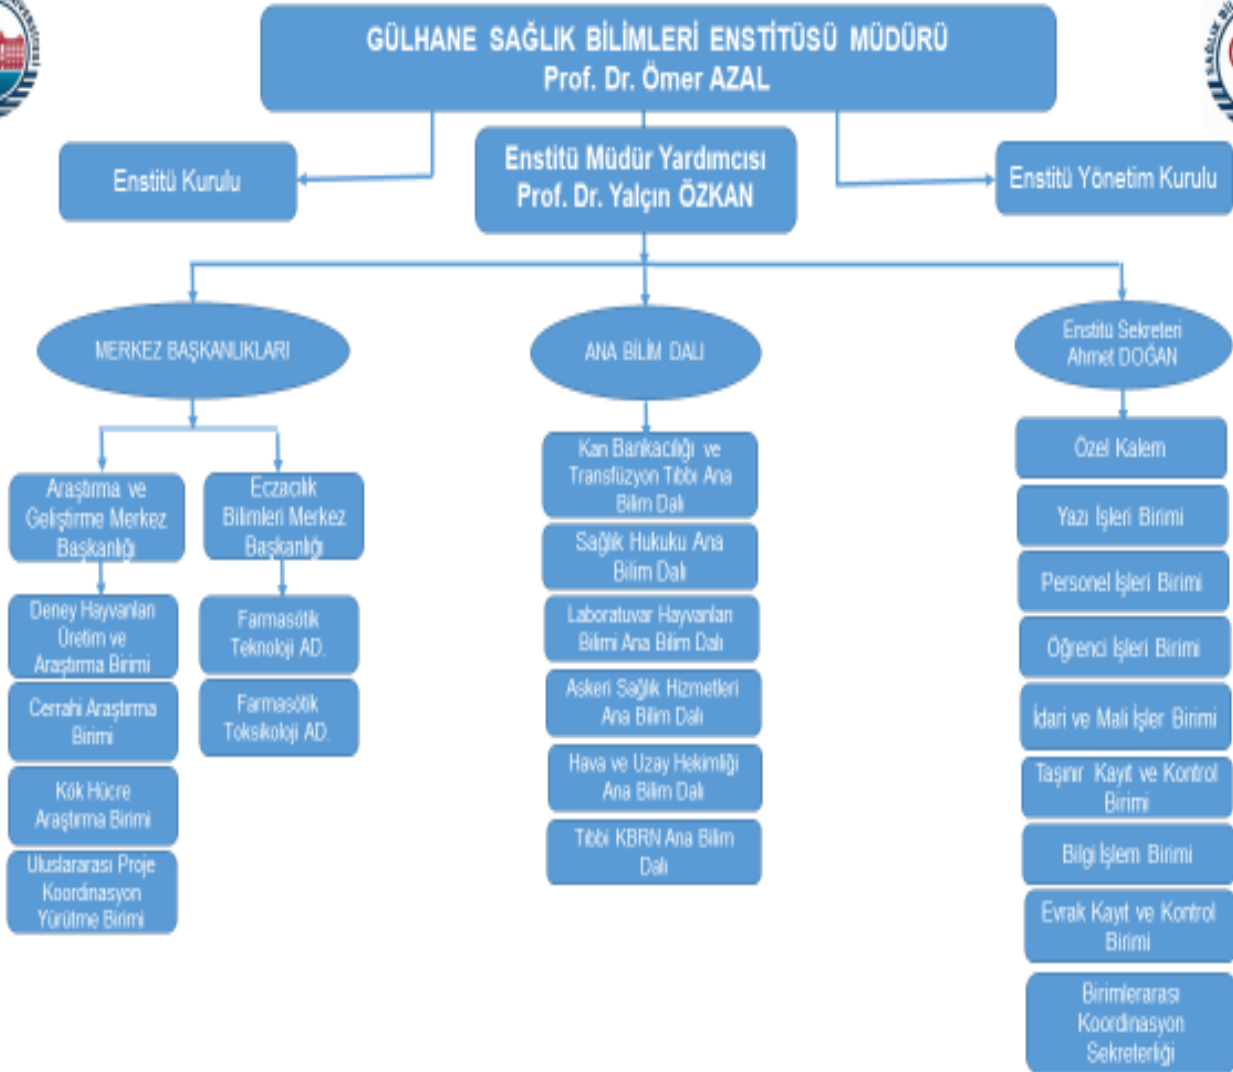 GÜLHANE SAĞLIK BİLİMLERİ ENSTİTÜSÜ MÜDÜRÜ
Prof. Dr. Ömer AZAL
Enstitü Kurulu
Enstitü Müdür Yardımcısı
Prof. Dr. Yalçın ÖZKAN
Enstitü Yönetim Kurulu
MERKEZ BAŞKANLIKLARI
Araştırma ve
Geliştirme Merkez
Başkanlığı
Deney Hayvanları
Üretim ve
Araştırma Birimi
Cerrahi Araştırma
Birimi
Kök Hücre
Araştırma Birimi
Uluslararası Proje
Koordinasyon
Yürütme Birimi
Eczacılık
Bilimleri Merkez
Başkanlığı
Farmasötik
Teknoloji AD.
Farmasötik
Toksikoloji AD.
ANA BİLİM DALI
Kan Bankacılığı ve
Transfüzyon Tıbbı Ana
Bilim Dalı
Sağlık Hukuku Ana
Bilim Dalı
Laboratuvar Hayvanları
Bilimi Ana Bilim Dalı
Askeri Sağlık Hizmetleri
Ana Bilim Dalı
Hava ve Uzay Hekimliği
Ana Bilim Dalı
Tıbbi KBRN Ana Bilim
Dalı
Enstitü Sekreteri
Ahmet DOĞAN
Özel Kalem
Yazı İşleri Birimi
Personel İşleri Birimi
Öğrenci İşleri Birimi
İdari ve Mali İşler Birimi
Taşınır Kayıt ve Kontrol
Birimi
Bilgi İşlem Birimi
Evrak Kayıt ve Kontrol
Birimi
Birimlerarası
Koordinasyon
Sekreterliği